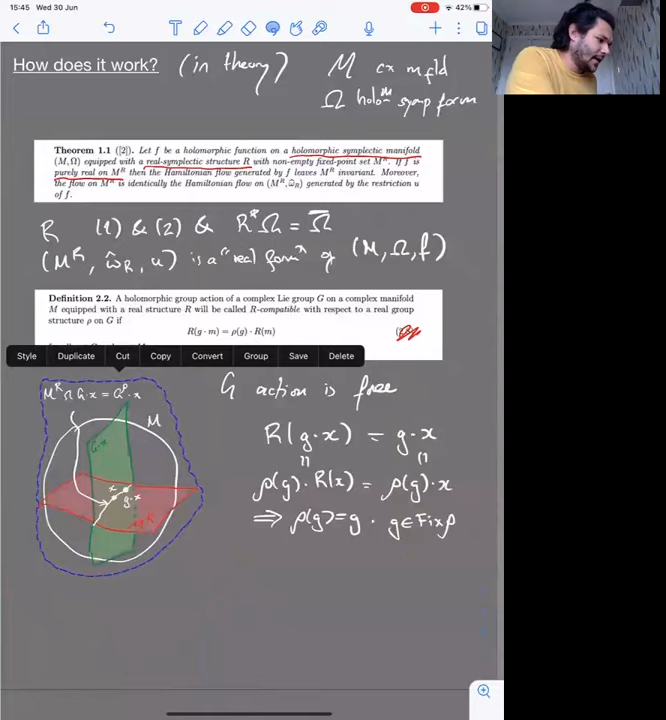 15:45 Wed 30 Jun
42%
How does it work? (in theory) M cx mfld
Ω holo^m symp form
Theorem 1.1 ([2]). Let f be a holomorphic function on a holomorphic symplectic manifold
(M, Ω) equipped with a real-symplectic structure R with non-empty fixed-point set M^R. If f is
purely real on M^R then the Hamiltonian flow generated by f leaves M^R invariant. Moreover,
the flow on M^R is identically the Hamiltonian flow on (M^R, ω̂_R) generated by the restriction u
of f.
R (1) & (2) & R*Ω = Ω̄
(M^R, ω̂_R, u) is a "real form" of (M, Ω, f)
Definition 2.2. A holomorphic group action of a complex Lie group G on a complex manifold
M equipped with a real structure R will be called R-compatible with respect to a real group
structure ρ on G if
R(g · m) = ρ(g) · R(m)
Style Duplicate Cut Copy Convert Group Save Delete
M^R ∩ G·x = G^ρ·x
M
G·x
x
g·x
M^R
G action is free
R(g·x) = g·x
ρ(g)·R(x) = ρ(g)·x
⇒ ρ(g)=g · g∈Fix ρ